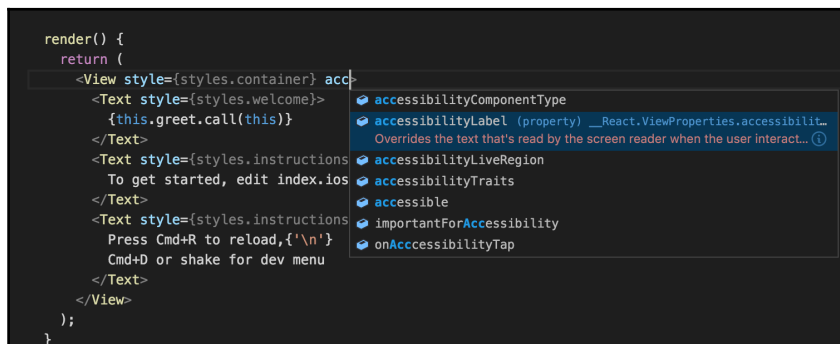 render() {
return (
<View style={styles.container} acc>
<Text style={styles.welcome}>
{this.greet.call(this)}
</Text>
<Text style={styles.instructions
To get started, edit index.ios
</Text>
<Text style={styles.instructions
Press Cmd+R to reload,{'\n'}
Cmd+D or shake for dev menu
</Text>
</View>
);
}
accessibilityComponentType
accessibilityLabel (property) __React.ViewProperties.accessibilit…
Overrides the text that's read by the screen reader when the user interact…
accessibilityLiveRegion
accessibilityTraits
accessible
importantForAccessibility
onAcccessibilityTap